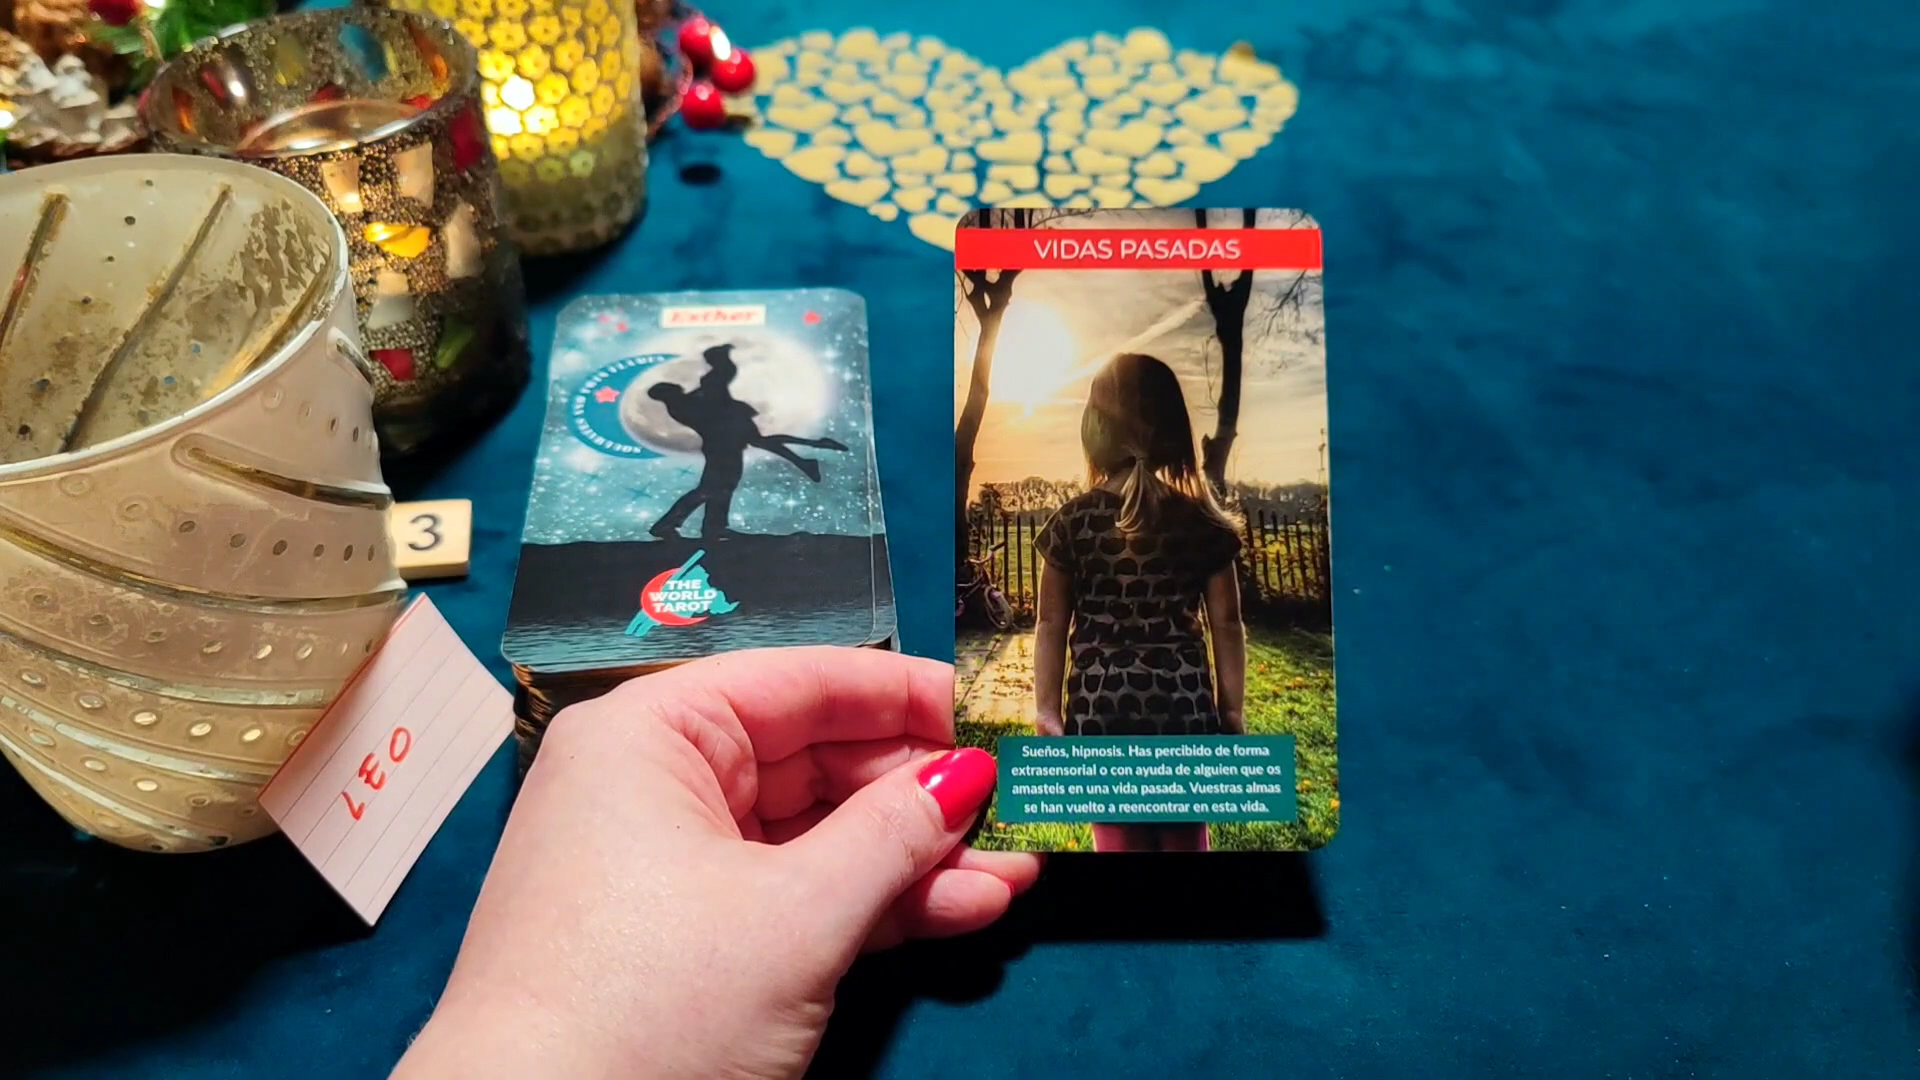 VIDAS PASADAS
Sueños, hipnosis. Has percibido de forma
extrasensorial o con ayuda de alguien que os
amasteis en una vida pasada. Vuestras almas
se han vuelto a reencontrar en esta vida.
Esther
THE
WORLD
TAROT
3
LEO